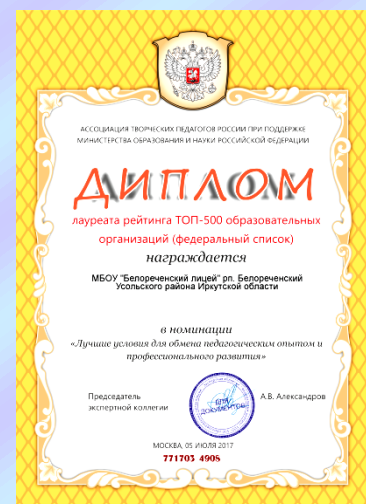 АССОЦИАЦИЯ ТВОРЧЕСКИХ ПЕДАГОГОВ РОССИИ ПРИ ПОДДЕРЖКЕ
МИНИСТЕРСТВА ОБРАЗОВАНИЯ И НАУКИ РОССИЙСКОЙ ФЕДЕРАЦИИ
ДИПЛОМ
лауреата рейтинга ТОП-500 образовательных
организаций (федеральный список)
награждается
МБОУ "Белореченский лицей" рп. Белореченский
Усольского района Иркутской области
в номинации
«Лучшие условия для обмена педагогическим опытом и
профессионального развития»
Председатель
экспертной коллегии
ДЛЯ
ДОКУМЕНТОВ
А.В. Александров
МОСКВА, 05 ИЮЛЯ 2017
771703 4908